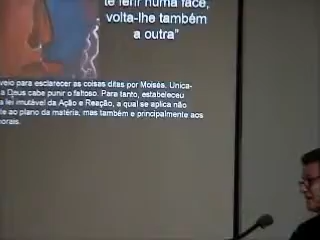 te ferir numa face,
volta-lhe também
a outra"
veio para esclarecer as coisas ditas por Moisés. Unica-
a Deus cabe punir o faltoso. Para tanto, estabeleceu
a lei imutável da Ação e Reação, a qual se aplica não
te ao plano da matéria, mas também e principalmente aos
orais.